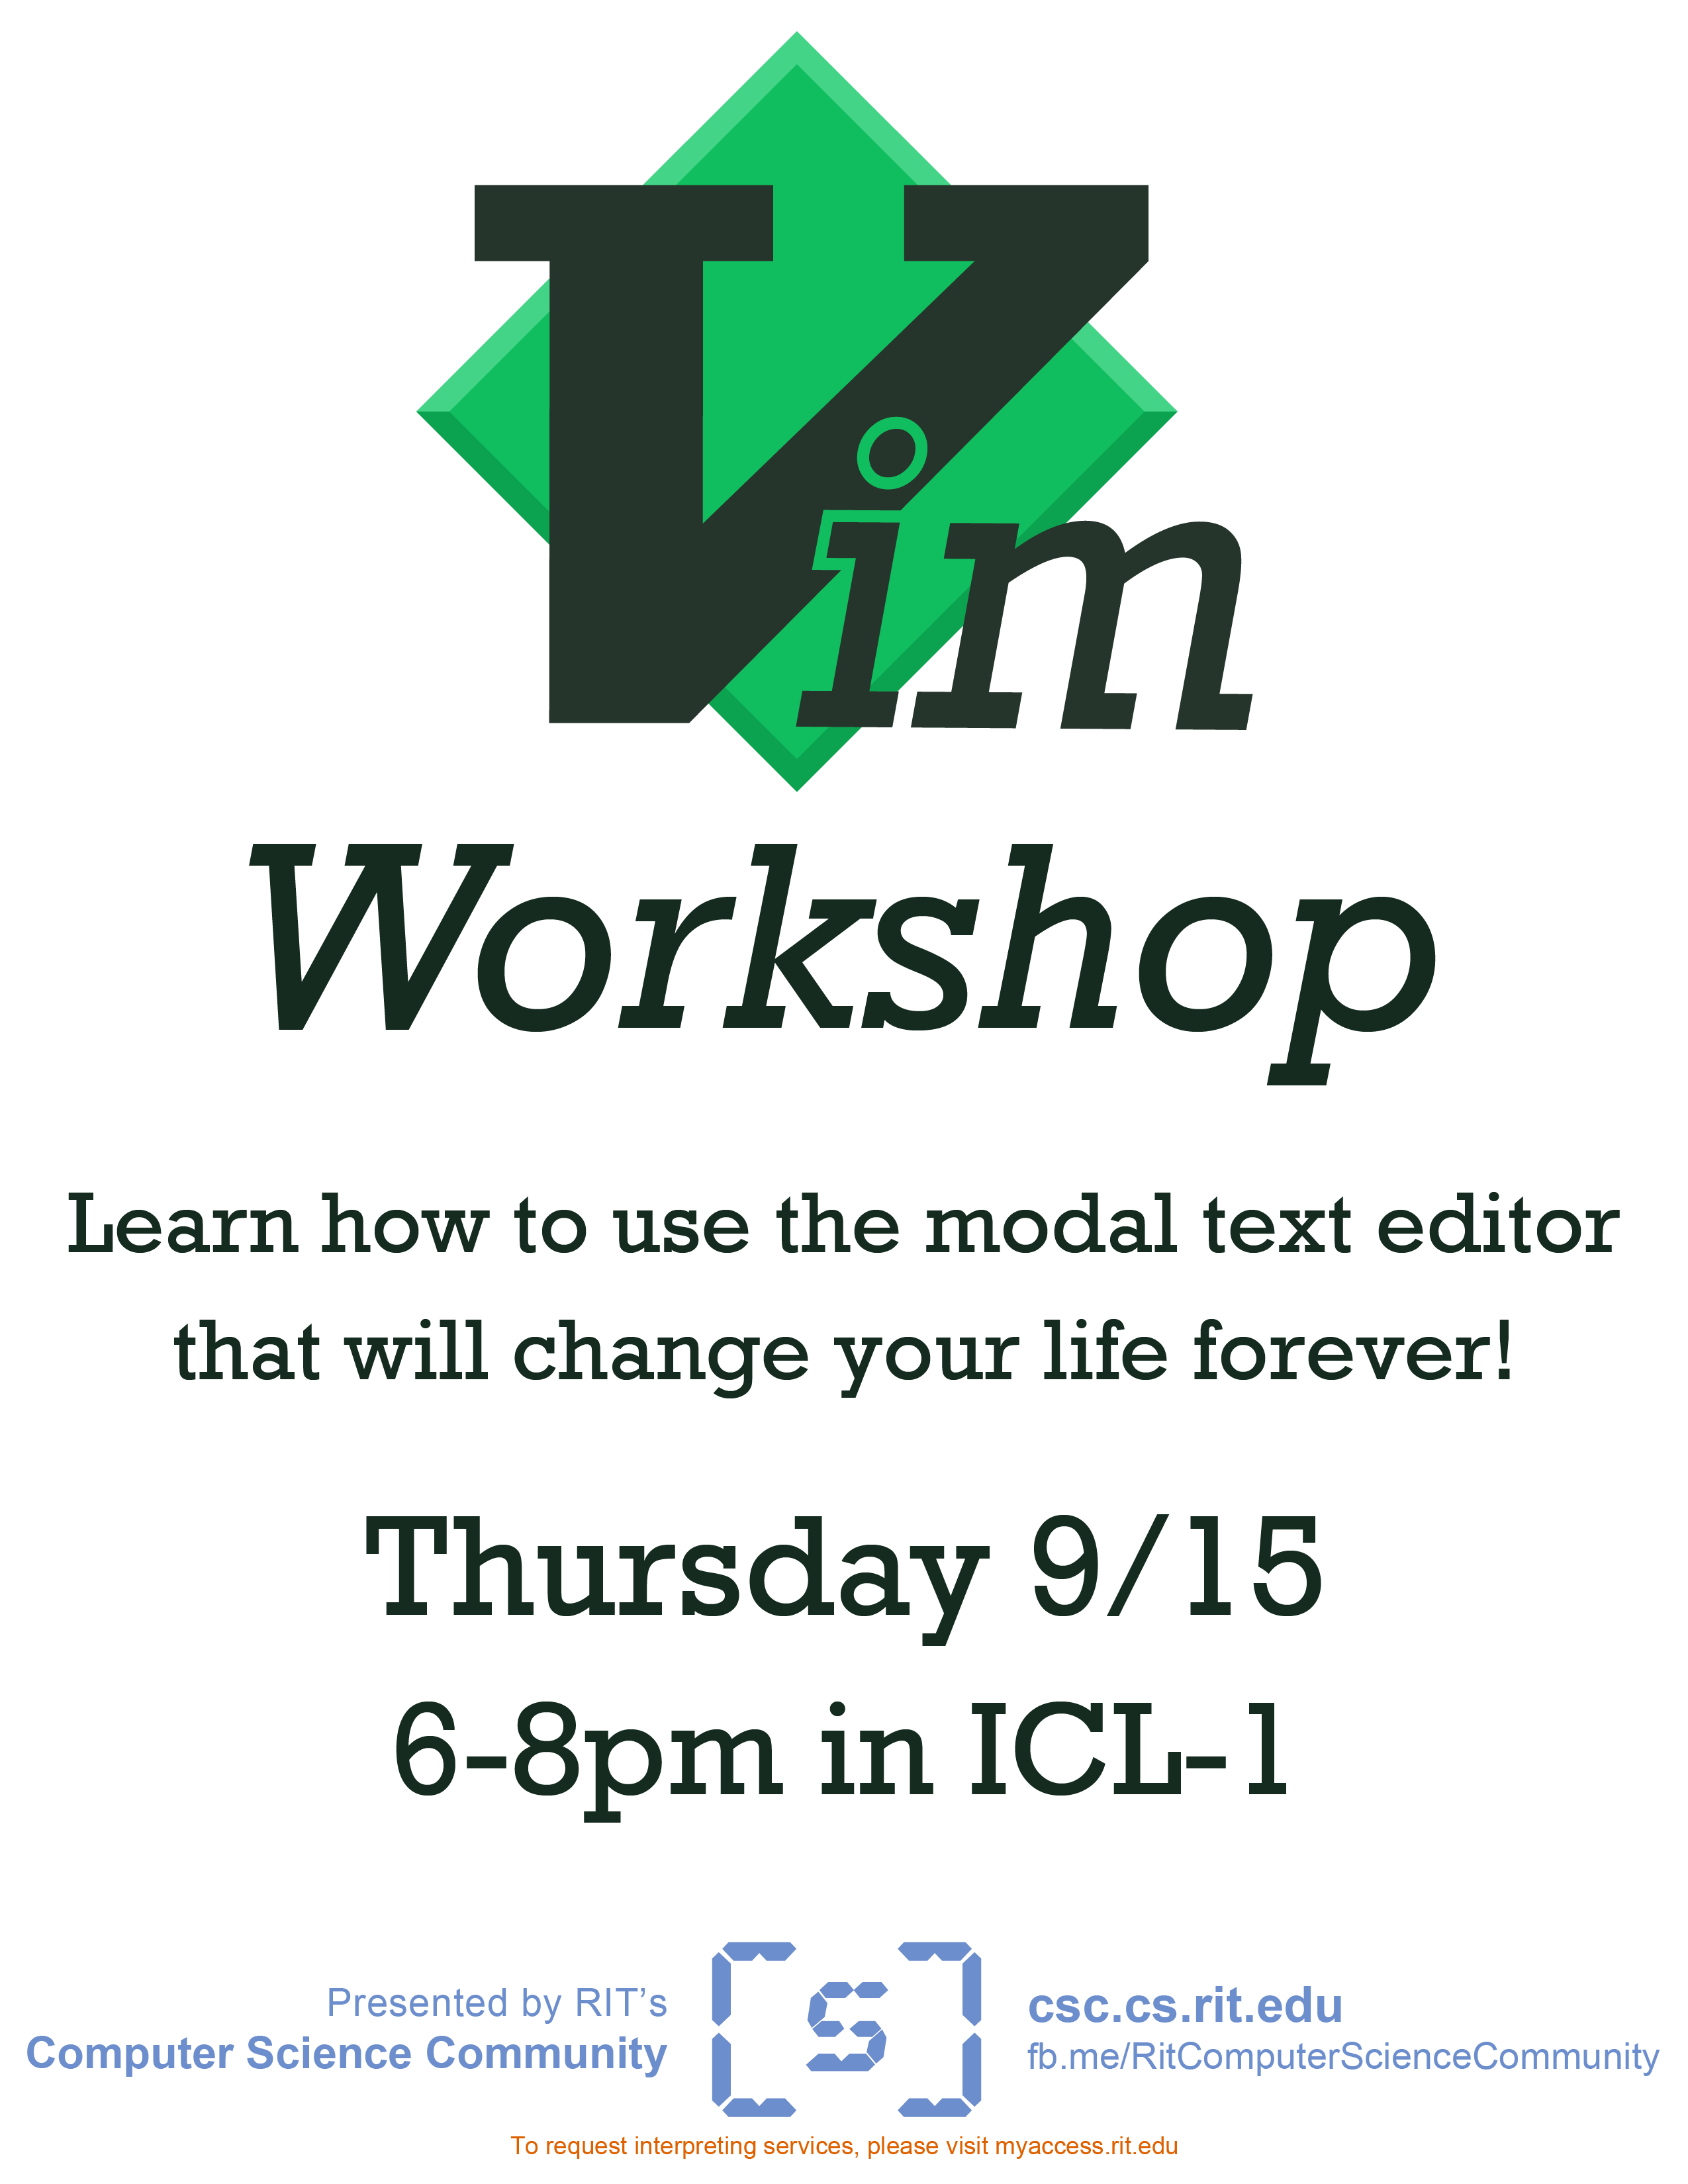 Vim
Workshop
Learn how to use the modal text editor
that will change your life forever!
Thursday 9/15
6-8pm in ICL-1
Presented by RIT’s
Computer Science Community
[S]
csc.cs.rit.edu
fb.me/RitComputerScienceCommunity
To request interpreting services, please visit myaccess.rit.edu